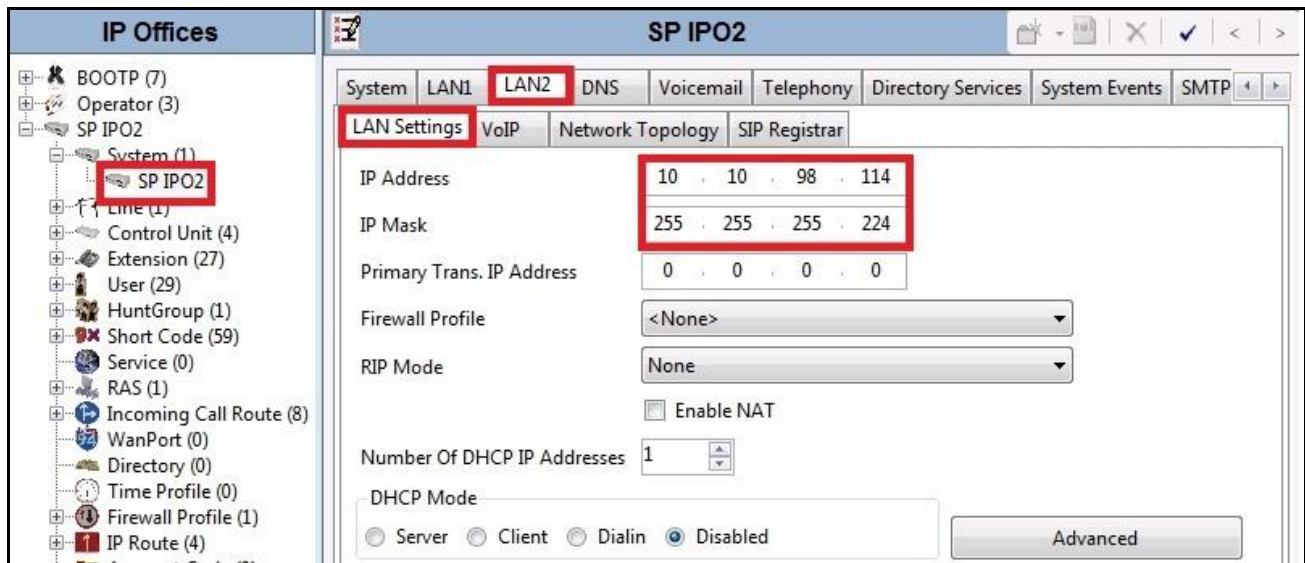 IP Offices
BOOTP (7)
Operator (3)
SP IPO2
System (1)
SP IPO2
Line (1)
Control Unit (4)
Extension (27)
User (29)
HuntGroup (1)
Short Code (59)
Service (0)
RAS (1)
Incoming Call Route (8)
WanPort (0)
Directory (0)
Time Profile (0)
Firewall Profile (1)
IP Route (4)
SP IPO2
System LAN1 LAN2 DNS Voicemail Telephony Directory Services System Events SMTP
LAN Settings VoIP Network Topology SIP Registrar
IP Address 10 . 10 . 98 . 114
IP Mask 255 . 255 . 255 . 224
Primary Trans. IP Address 0 . 0 . 0 . 0
Firewall Profile <None>
RIP Mode None
Enable NAT
Number Of DHCP IP Addresses 1
DHCP Mode
Server Client Dialin Disabled Advanced